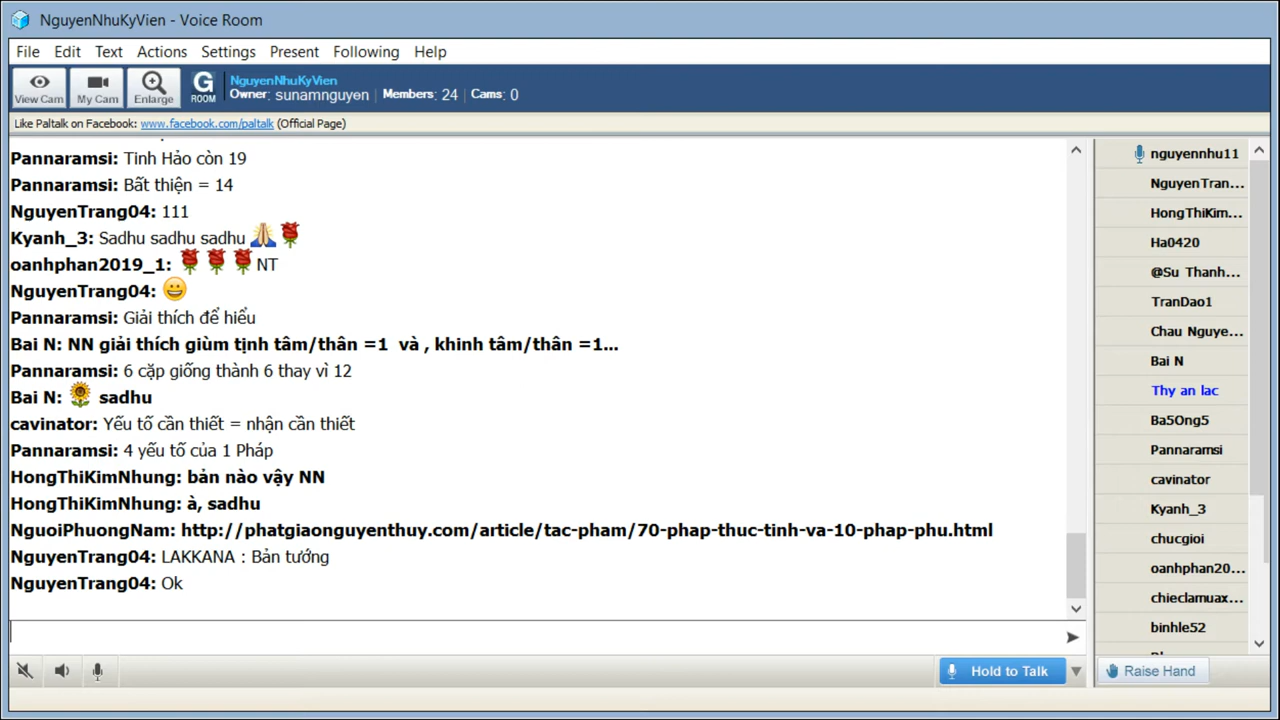 NguyenNhuKyVien - Voice Room
File Edit Text Actions Settings Present Following Help
View Cam
My Cam
Enlarge
G ROOM
NguyenNhuKyVien
Owner: sunamnguyen | Members: 24 | Cams: 0
Like Paltalk on Facebook: www.facebook.com/paltalk (Official Page)
Pannaramsi: Tinh Hảo còn 19
Pannaramsi: Bất thiện = 14
NguyenTrang04: 111
Kyanh_3: Sadhu sadhu sadhu 🙏🌹
oanhphan2019_1: 🌹🌹🌹NT
NguyenTrang04: 😀
Pannaramsi: Giải thích để hiểu
Bai N: NN giải thích giùm tịnh tâm/thân =1 và , khinh tâm/thân =1...
Pannaramsi: 6 cặp giống thành 6 thay vì 12
Bai N: 🌻 sadhu
cavinator: Yếu tố cần thiết = nhận cần thiết
Pannaramsi: 4 yếu tố của 1 Pháp
HongThiKimNhung: bản nào vậy NN
HongThiKimNhung: à, sadhu
NguoiPhuongNam: http://phatgiaonguyenthuy.com/article/tac-pham/70-phap-thuc-tinh-va-10-phap-phu.html
NguyenTrang04: LAKKANA : Bản tướng
NguyenTrang04: Ok
nguyennhu11
NguyenTran...
HongThiKim...
Ha0420
@Su Thanh...
TranDao1
Chau Nguye...
Bai N
Thy an lac
Ba5Ong5
Pannaramsi
cavinator
Kyanh_3
chucgioi
oanhphan20...
chieclamuax...
binhle52
Hold to Talk
Raise Hand